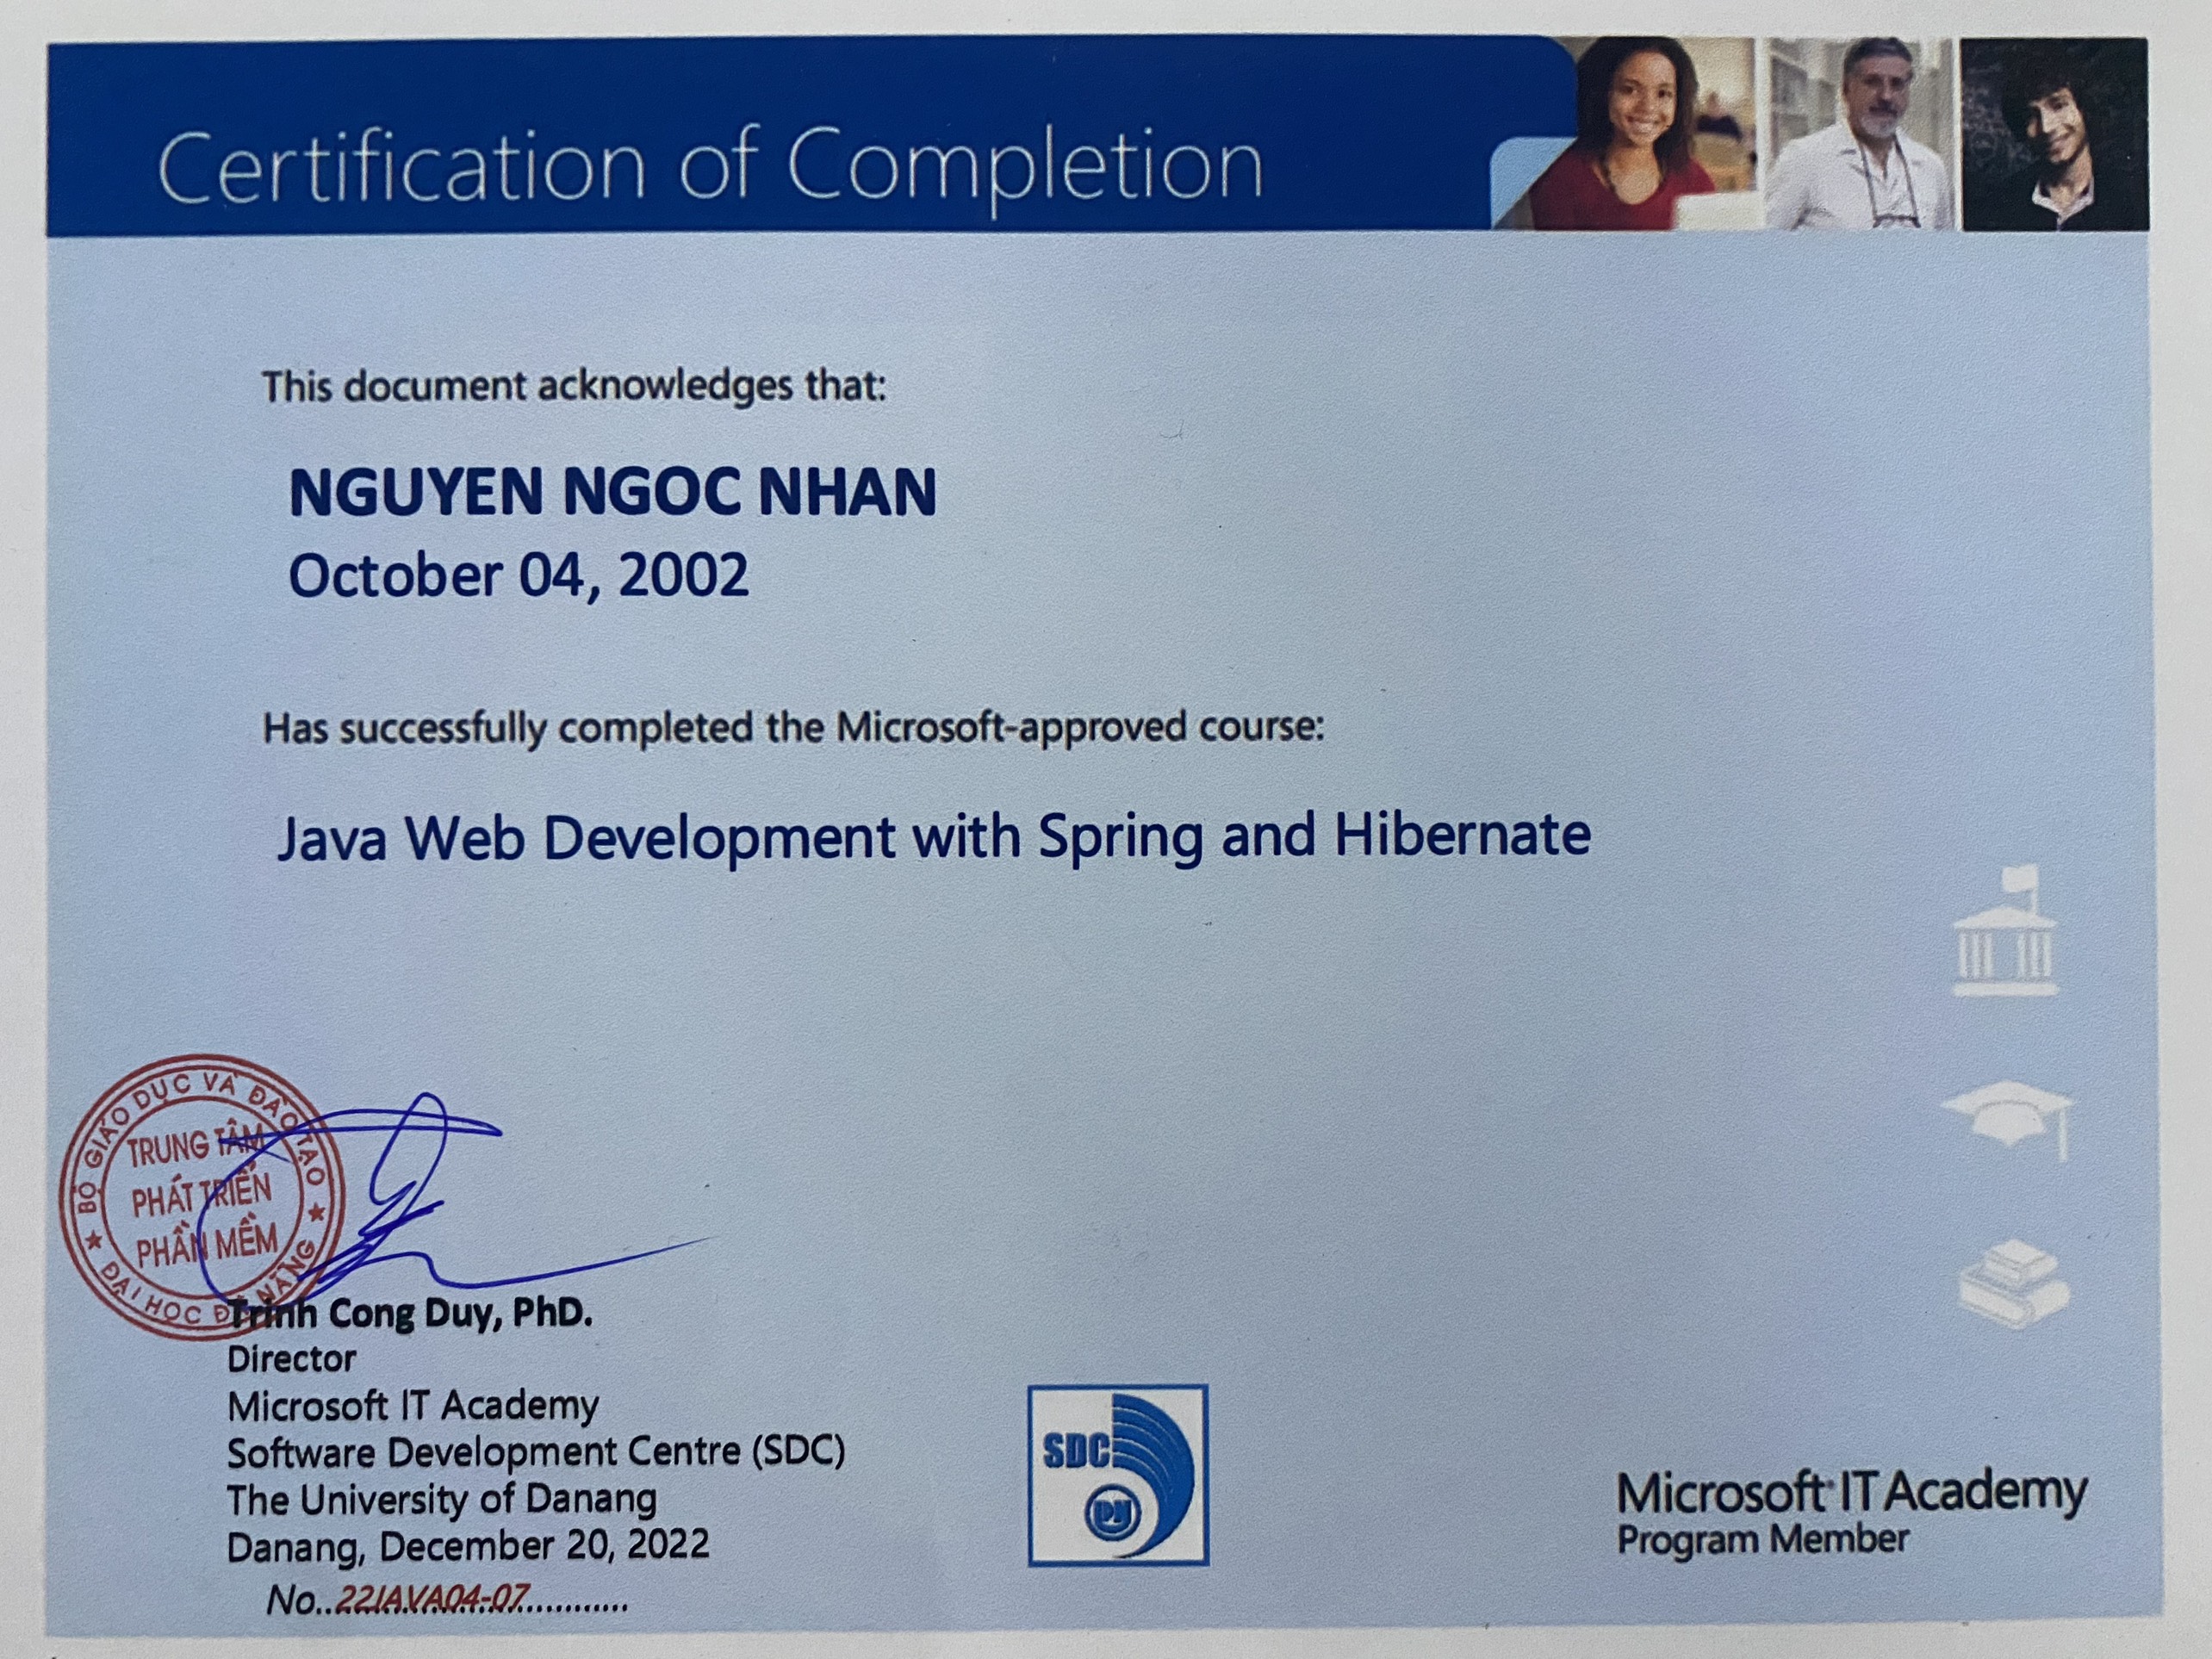 Certification of Completion
This document acknowledges that:
NGUYEN NGOC NHAN
October 04, 2002
Has successfully completed the Microsoft-approved course:
Java Web Development with Spring and Hibernate
BỘ GIÁO DỤC VÀ ĐÀO TẠO
TRUNG TÂM
PHÁT TRIỂN
PHẦN MỀM
ĐẠI HỌC ĐÀ NẴNG
Trinh Cong Duy, PhD.
Director
Microsoft IT Academy
Software Development Centre (SDC)
The University of Danang
Danang, December 20, 2022
No..22JAVA04-07............
SDC
ĐN
Microsoft IT Academy
Program Member